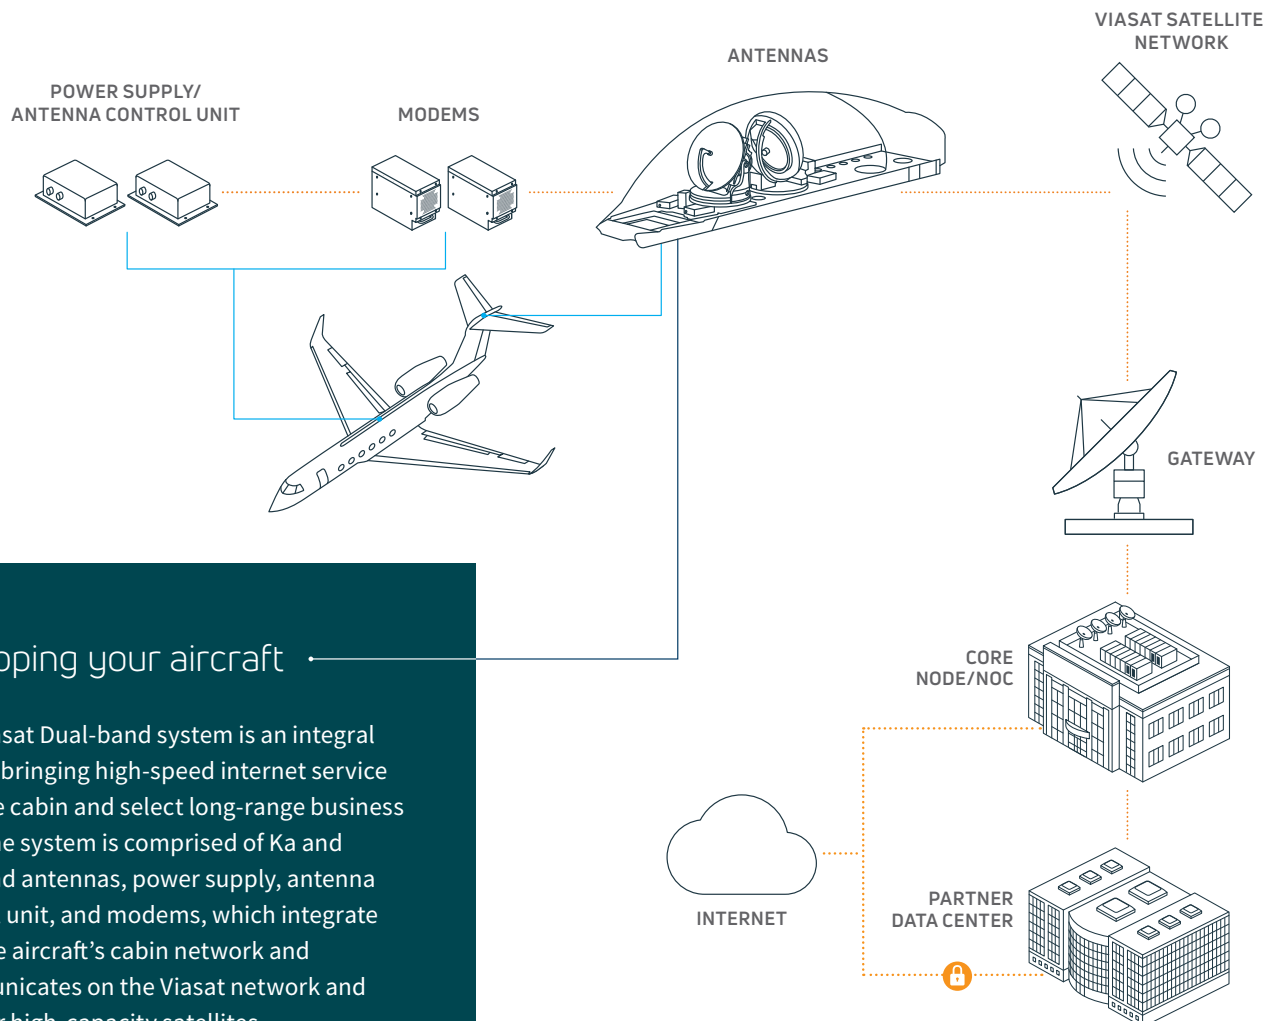 VIASAT SATELLITE
NETWORK
ANTENNAS
POWER SUPPLY/
ANTENNA CONTROL UNIT
MODEMS
GATEWAY
CORE
NODE/NOC
INTERNET
PARTNER
DATA CENTER
your aircraft
Dual-band system is an integral
bringing high-speed internet service
cabin and select long-range business
system is comprised of Ka and
antennas, power supply, antenna
unit, and modems, which integrate
aircraft’s cabin network and
on the Viasat network and
high-capacity satellites